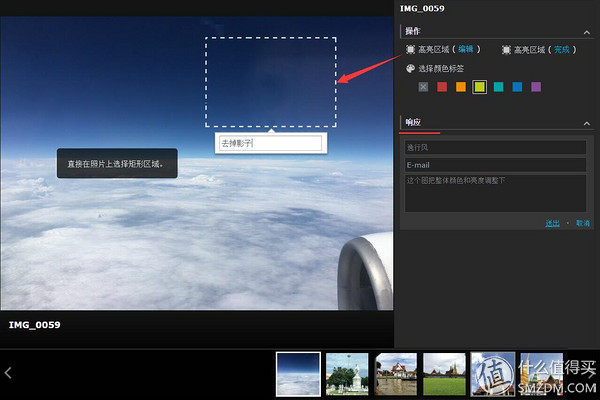 IMG_0059
操作
高亮区域 ( 编辑 )
高亮区域 ( 完成 )
选择颜色标签
去掉影子
直接在照片上选择矩形区域。
响应
逸行风
E-mail
这个图把整体颜色和亮度调整下
送出 · 取消
IMG_0059
值 什么值得买
SMZDM.COM